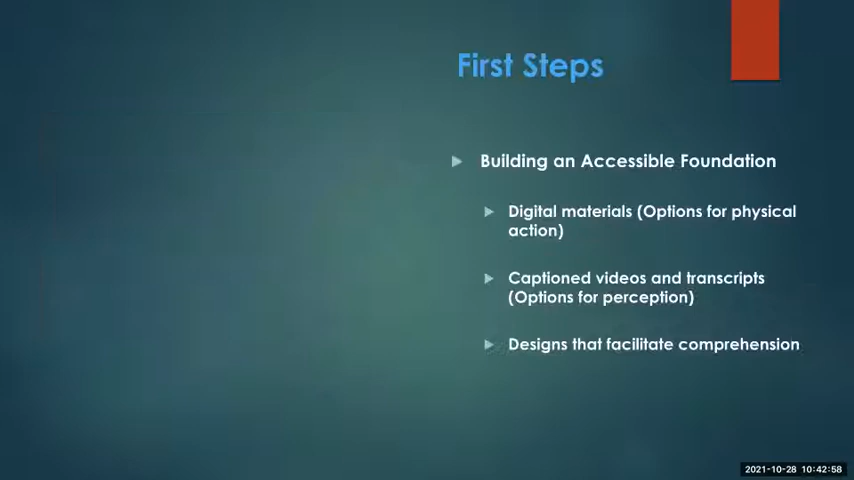 First Steps
Building an Accessible Foundation
Digital materials (Options for physical
action)
Captioned videos and transcripts
(Options for perception)
Designs that facilitate comprehension
2021-10-28 10:42:58